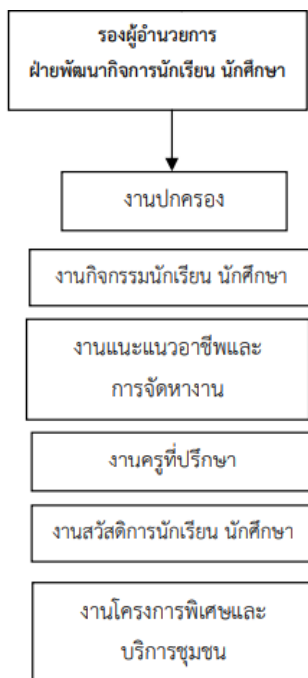 รองผู้อำนวยการ
ฝ่ายพัฒนากิจการนักเรียน นักศึกษา
งานปกครอง
งานกิจกรรมนักเรียน นักศึกษา
งานแนะแนวอาชีพและ
การจัดหางาน
งานครูที่ปรึกษา
งานสวัสดิการนักเรียน นักศึกษา
งานโครงการพิเศษและ
บริการชุมชน